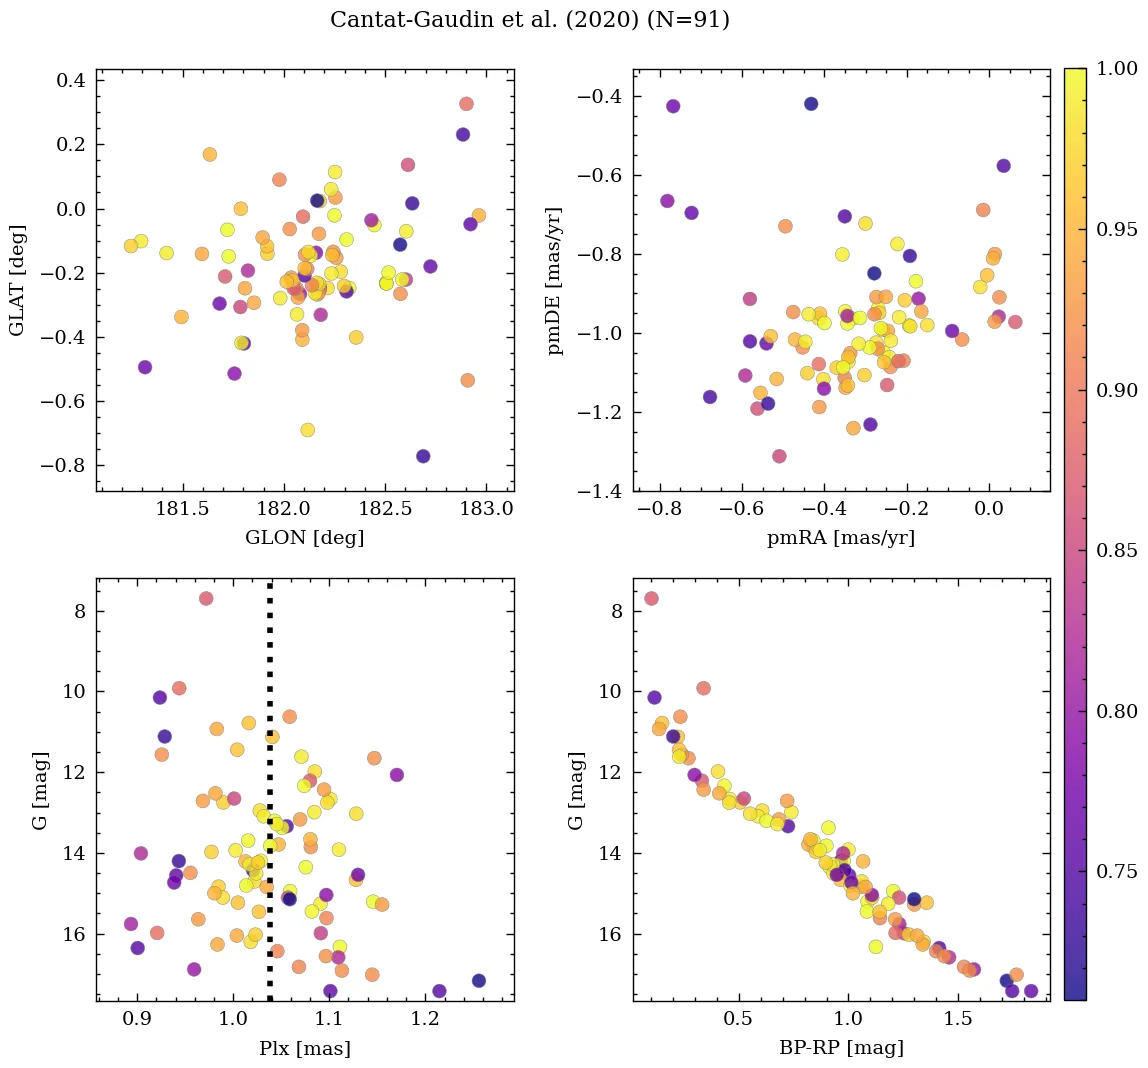 Cantat-Gaudin et al. (2020) (N=91)
0.4
0.2
0.0
−0.2
−0.4
−0.6
−0.8
GLAT [deg]
181.5 182.0 182.5 183.0
GLON [deg]
−0.4
−0.6
−0.8
−1.0
−1.2
−1.4
pmDE [mas/yr]
−0.8 −0.6 −0.4 −0.2 0.0
pmRA [mas/yr]
1.00
0.95
0.90
0.85
0.80
0.75
8
10
12
14
16
G [mag]
0.9 1.0 1.1 1.2
Plx [mas]
8
10
12
14
16
G [mag]
0.5 1.0 1.5
BP-RP [mag]